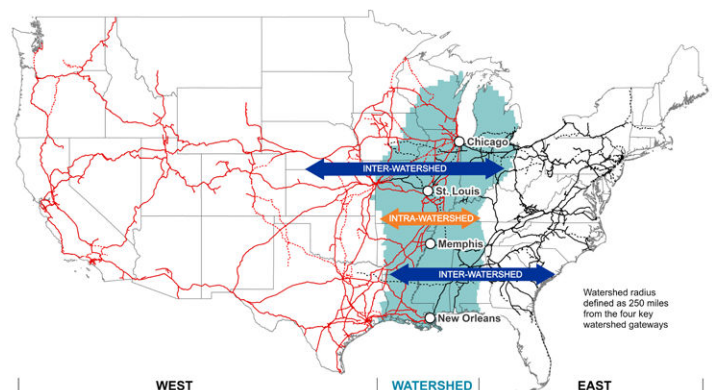 Chicago
INTER-WATERSHED
St. Louis
INTRA-WATERSHED
Memphis
INTER-WATERSHED
Watershed radius
defined as 250 miles
from the four key
watershed gateways
New Orleans
WEST
WATERSHED
EAST